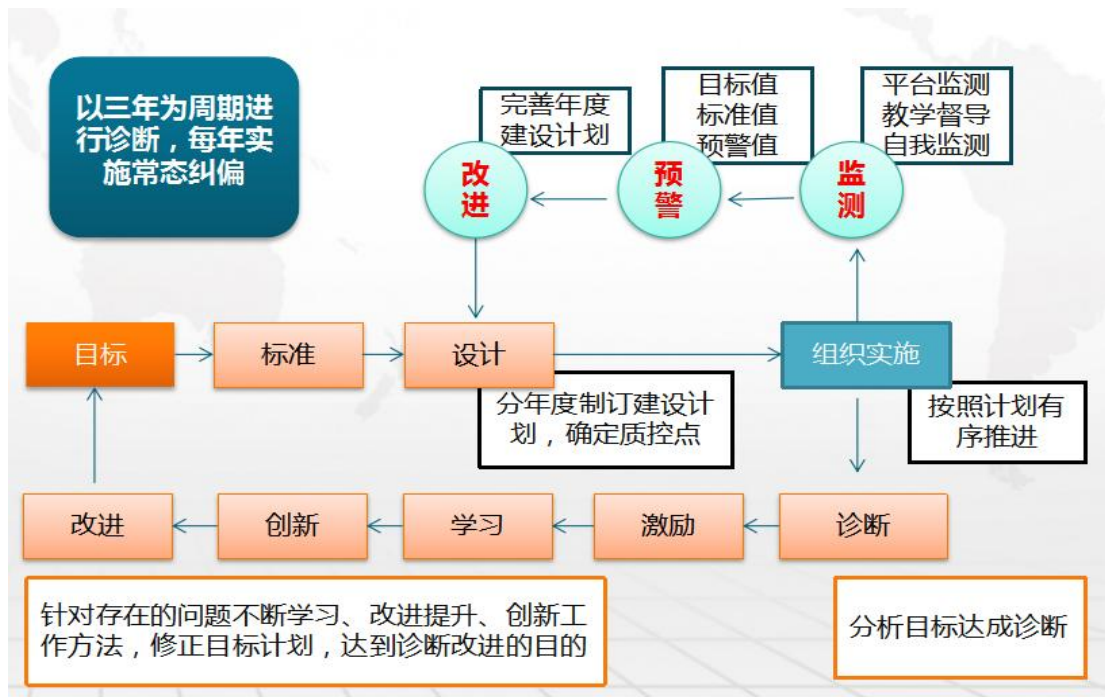 以三年为周期进
行诊断，每年实
施常态纠偏
完善年度
建设计划
目标值
标准值
预警值
平台监测
教学督导
自我监测
改
进
预
警
监
测
目标
标准
设计
组织实施
分年度制订建设计
划，确定质控点
按照计划有
序推进
改进
创新
学习
激励
诊断
针对存在的问题不断学习、改进提升、创新工
作方法，修正目标计划，达到诊断改进的目的
分析目标达成诊断